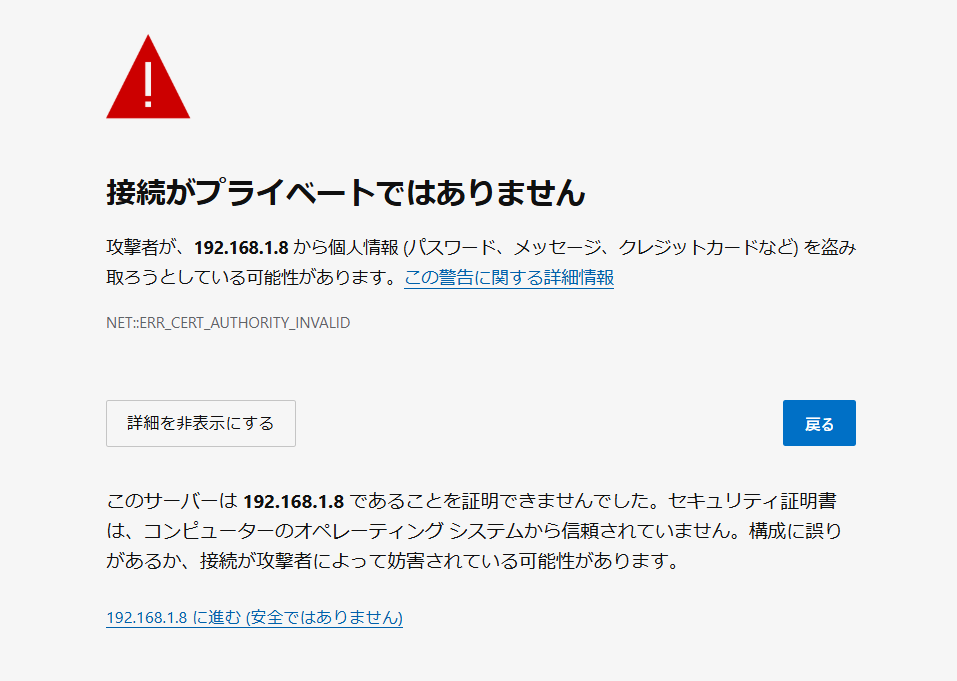 接続がプライベートではありません
攻撃者が、192.168.1.8 から個人情報 (パスワード、メッセージ、クレジットカードなど) を盗み
取ろうとしている可能性があります。この警告に関する詳細情報
NET::ERR_CERT_AUTHORITY_INVALID
詳細を非表示にする
戻る
このサーバーは 192.168.1.8 であることを証明できませんでした。セキュリティ証明書
は、コンピューターのオペレーティング システムから信頼されていません。構成に誤り
があるか、接続が攻撃者によって妨害されている可能性があります。
192.168.1.8 に進む (安全ではありません)